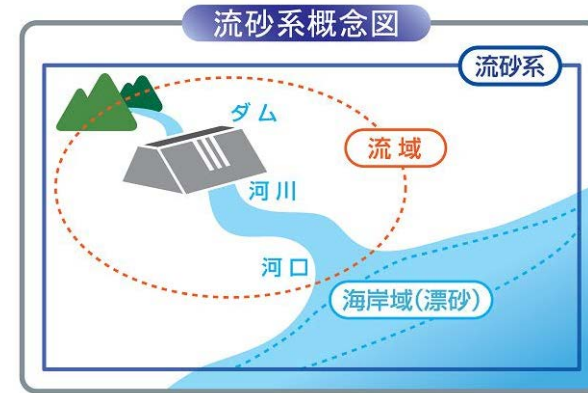 流砂系概念図
流砂系
ダム
流域
河川
河口
海岸域(漂砂)